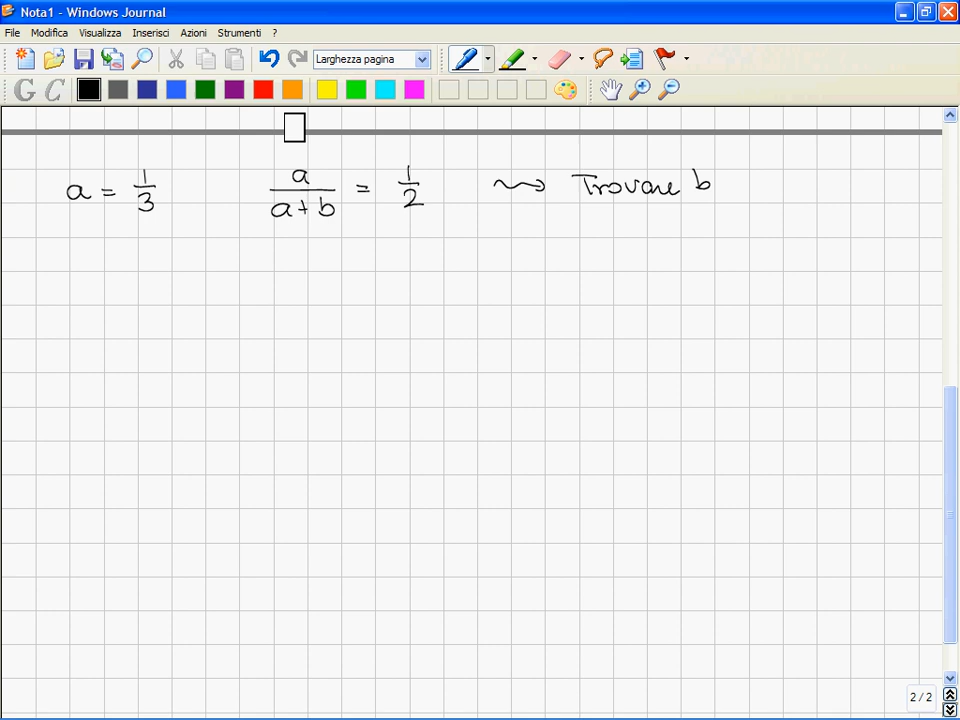 Nota1 - Windows Journal
File Modifica Visualizza Inserisci Azioni Strumenti ?
Larghezza pagina
G C
a = 1/3 a/(a+b) = 1/2 ⇝ Trovare b
2 / 2